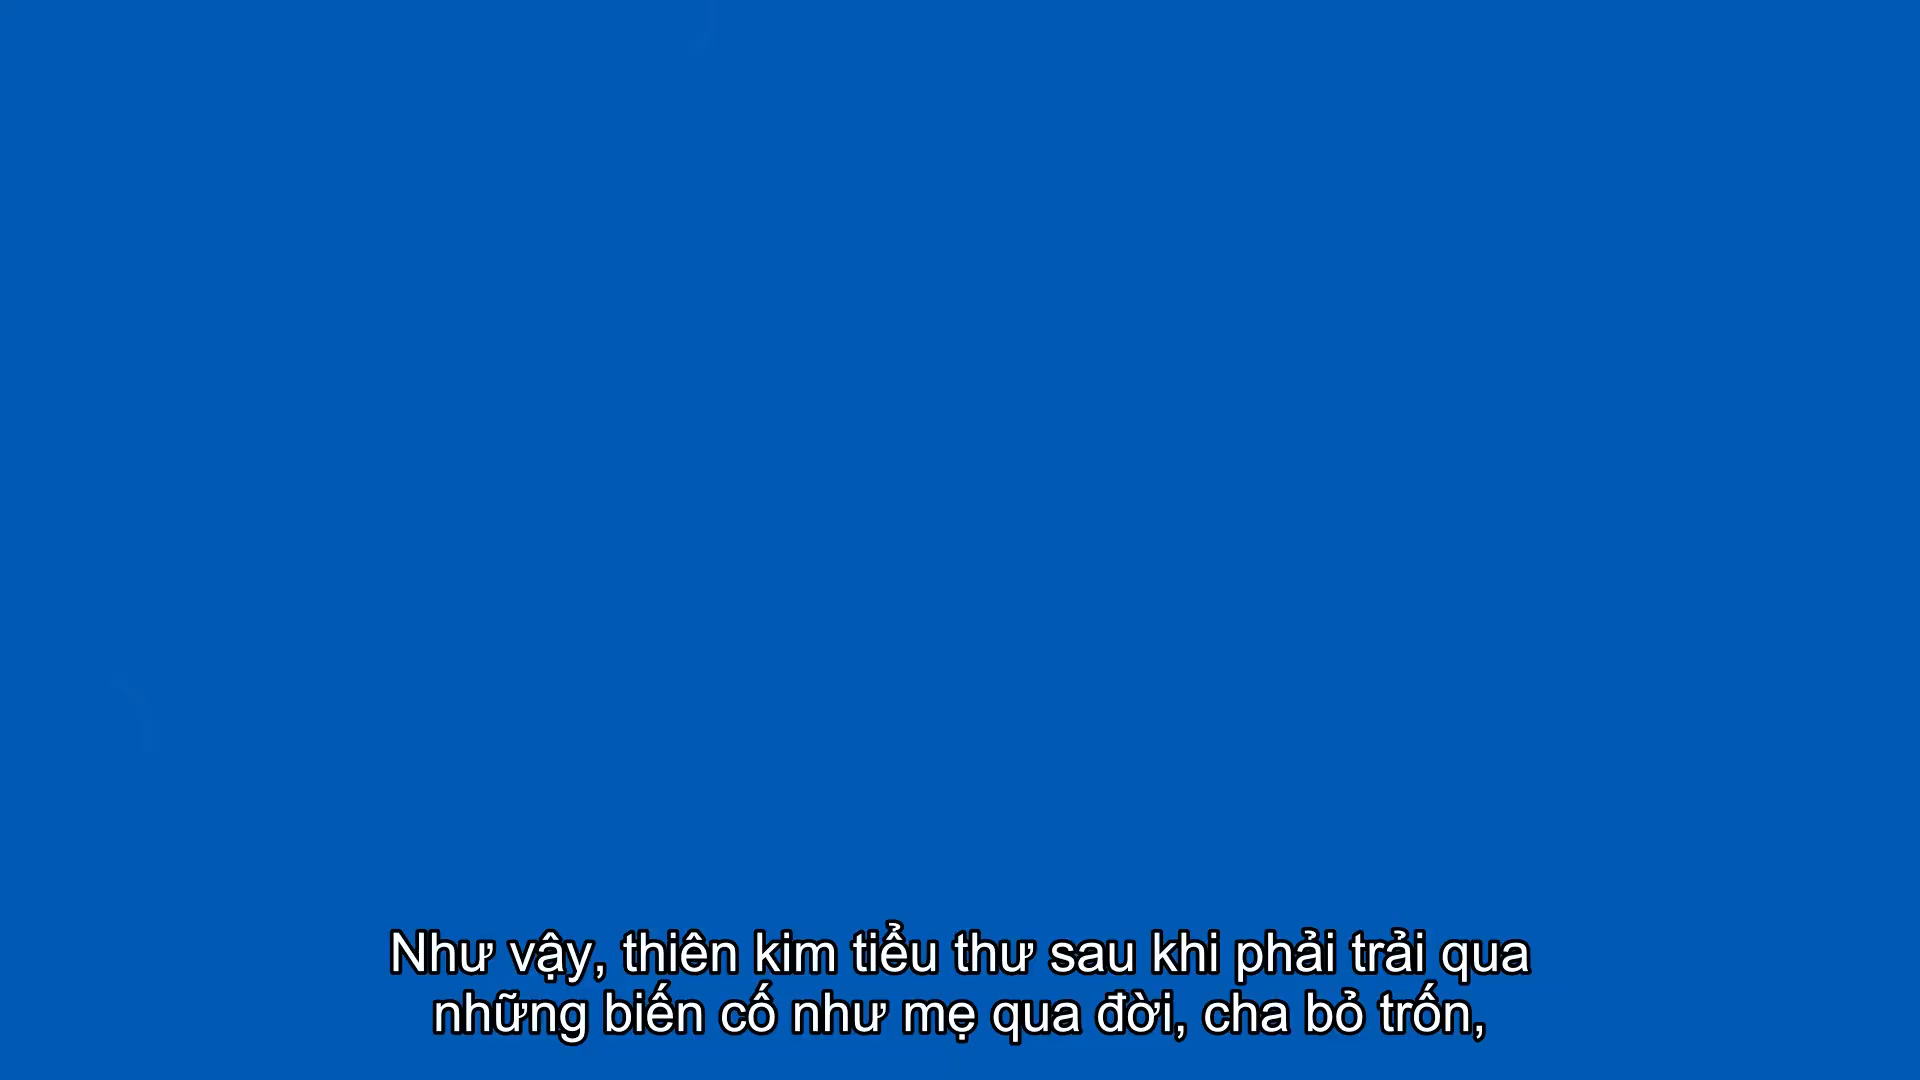 Như vậy, thiên kim tiểu thư sau khi phải trải qua
những biến cố như mẹ qua đời, cha bỏ trốn,